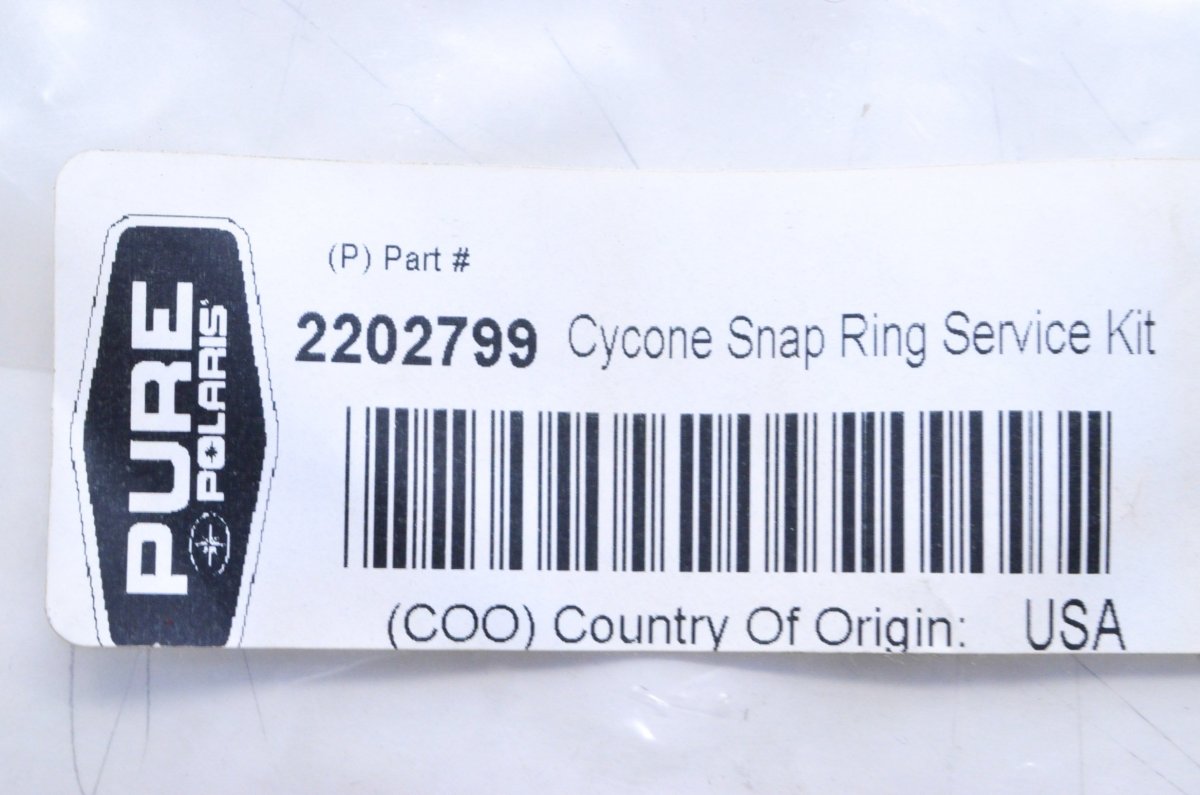 PURE
POLARIS
(P) Part #
2202799 Cycone Snap Ring Service Kit
(COO) Country Of Origin: USA